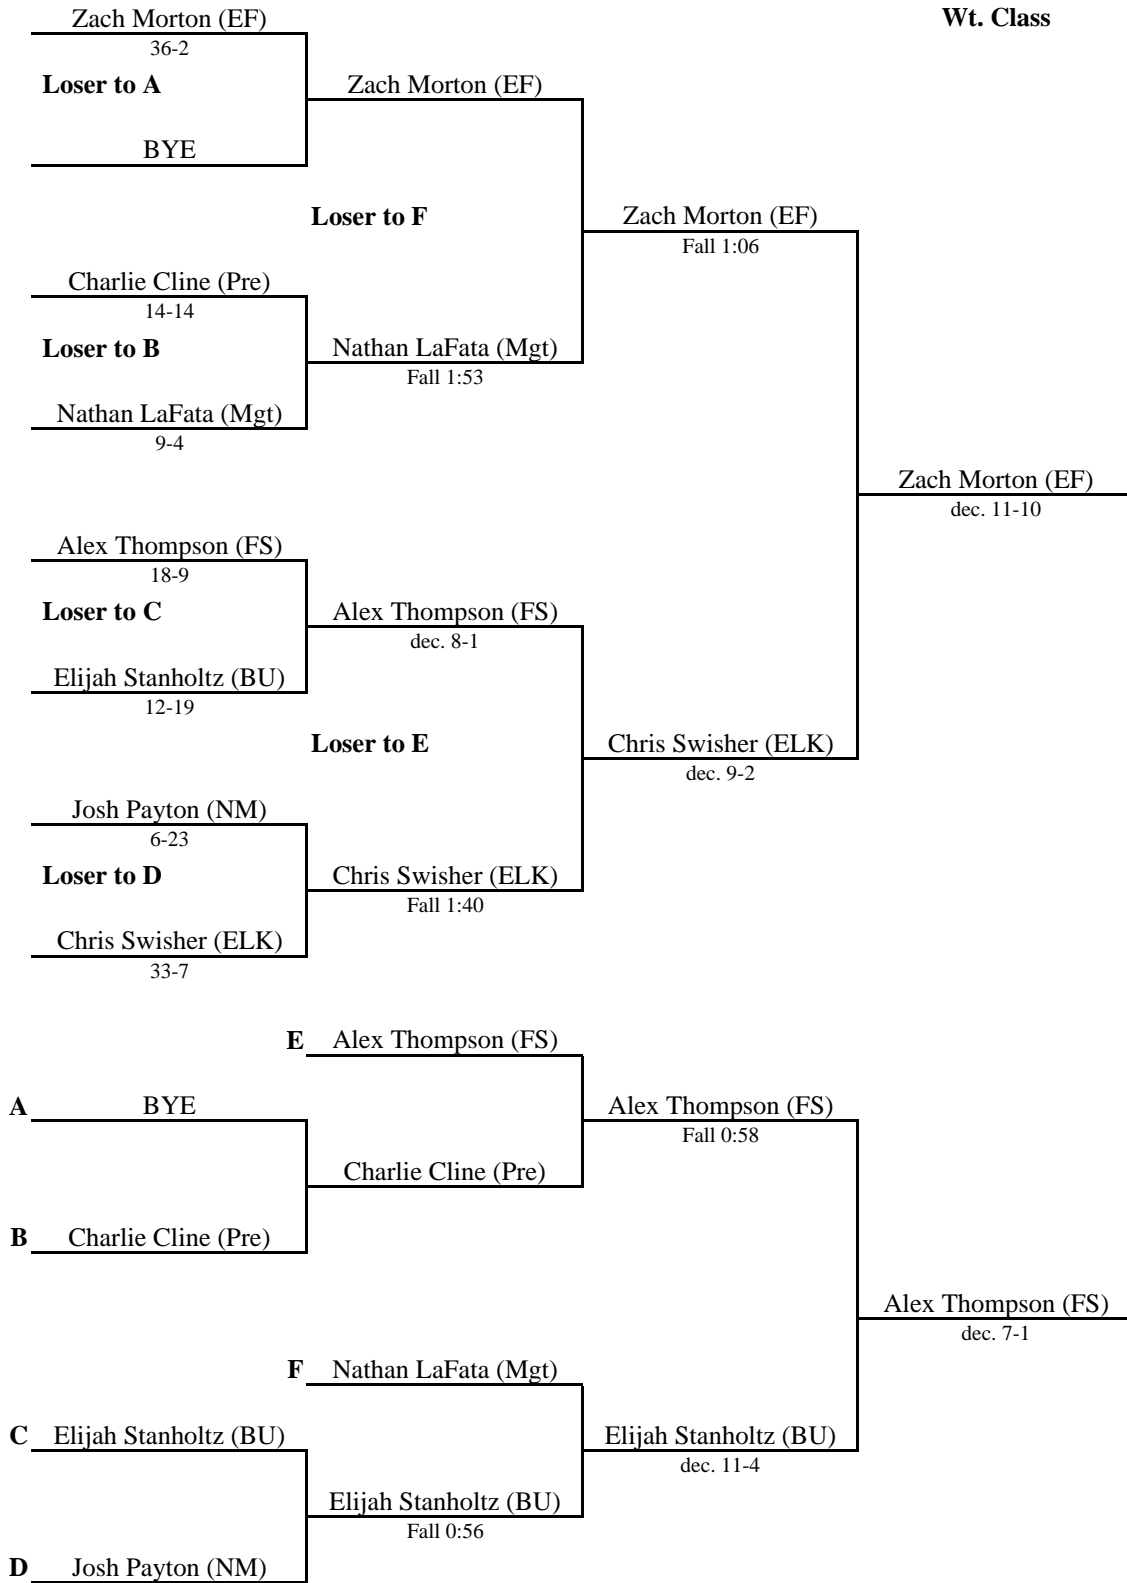 Zach Morton (EF)
Wt. Class
36-2
Loser to A
Zach Morton (EF)
BYE
Loser to F
Zach Morton (EF)
Fall 1:06
Charlie Cline (Pre)
14-14
Loser to B
Nathan LaFata (Mgt)
Fall 1:53
Nathan LaFata (Mgt)
9-4
Zach Morton (EF)
dec. 11-10
Alex Thompson (FS)
18-9
Loser to C
Alex Thompson (FS)
dec. 8-1
Elijah Stanholtz (BU)
12-19
Loser to E
Chris Swisher (ELK)
dec. 9-2
Josh Payton (NM)
6-23
Loser to D
Chris Swisher (ELK)
Fall 1:40
Chris Swisher (ELK)
33-7
E Alex Thompson (FS)
A BYE
Alex Thompson (FS)
Fall 0:58
Charlie Cline (Pre)
B Charlie Cline (Pre)
Alex Thompson (FS)
dec. 7-1
F Nathan LaFata (Mgt)
C Elijah Stanholtz (BU)
Elijah Stanholtz (BU)
dec. 11-4
Elijah Stanholtz (BU)
Fall 0:56
D Josh Payton (NM)